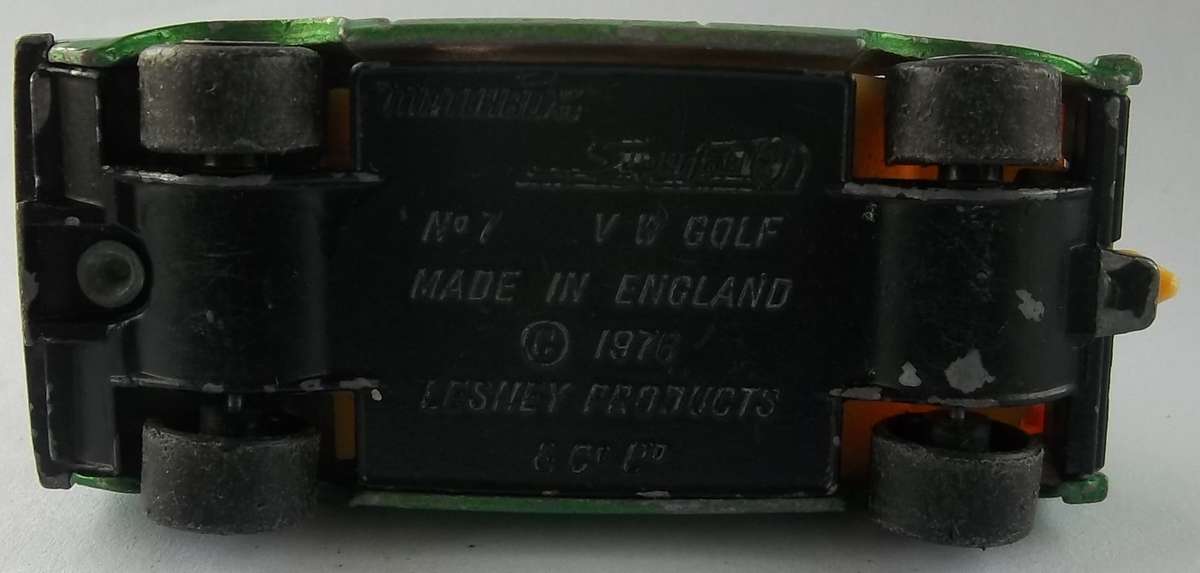 MATCHBOX
Superfast
No 7 V W GOLF
MADE IN ENGLAND
© 1976
LESNEY PRODUCTS
& Co LTD